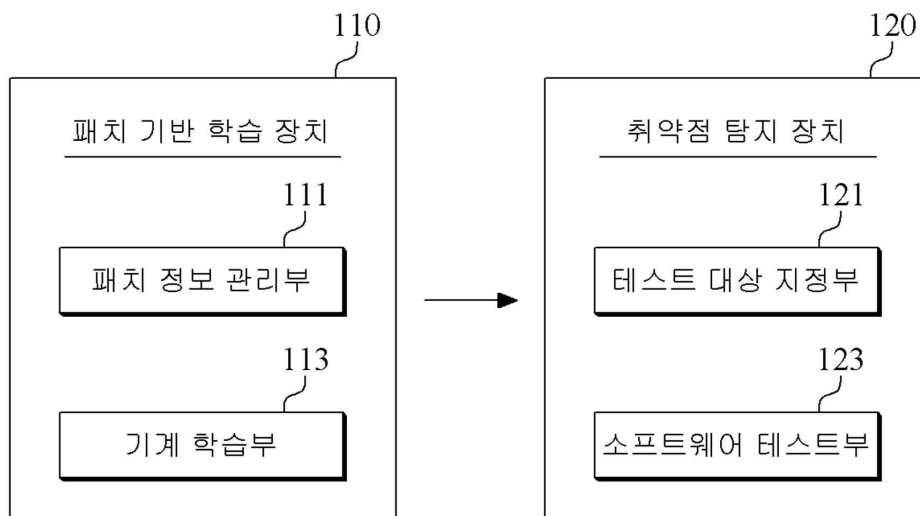 110
패치 기반 학습 장치
111
패치 정보 관리부
113
기계 학습부
120
취약점 탐지 장치
121
테스트 대상 지정부
123
소프트웨어 테스트부